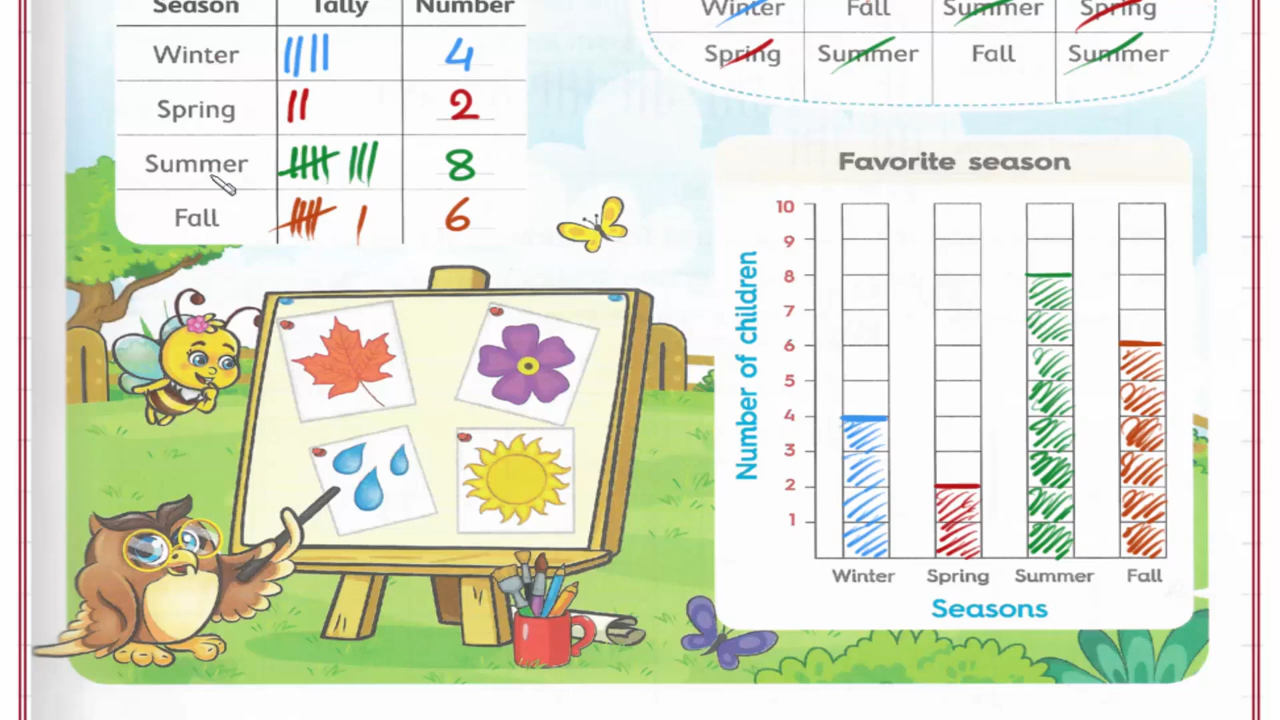 Season Tally Number
Winter 4
Spring 2
Summer 8
Fall 6
Winter Fall Summer Spring
Spring Summer Fall Summer
Favorite season
Number of children
10
9
8
7
6
5
4
3
2
1
Winter Spring Summer Fall
Seasons